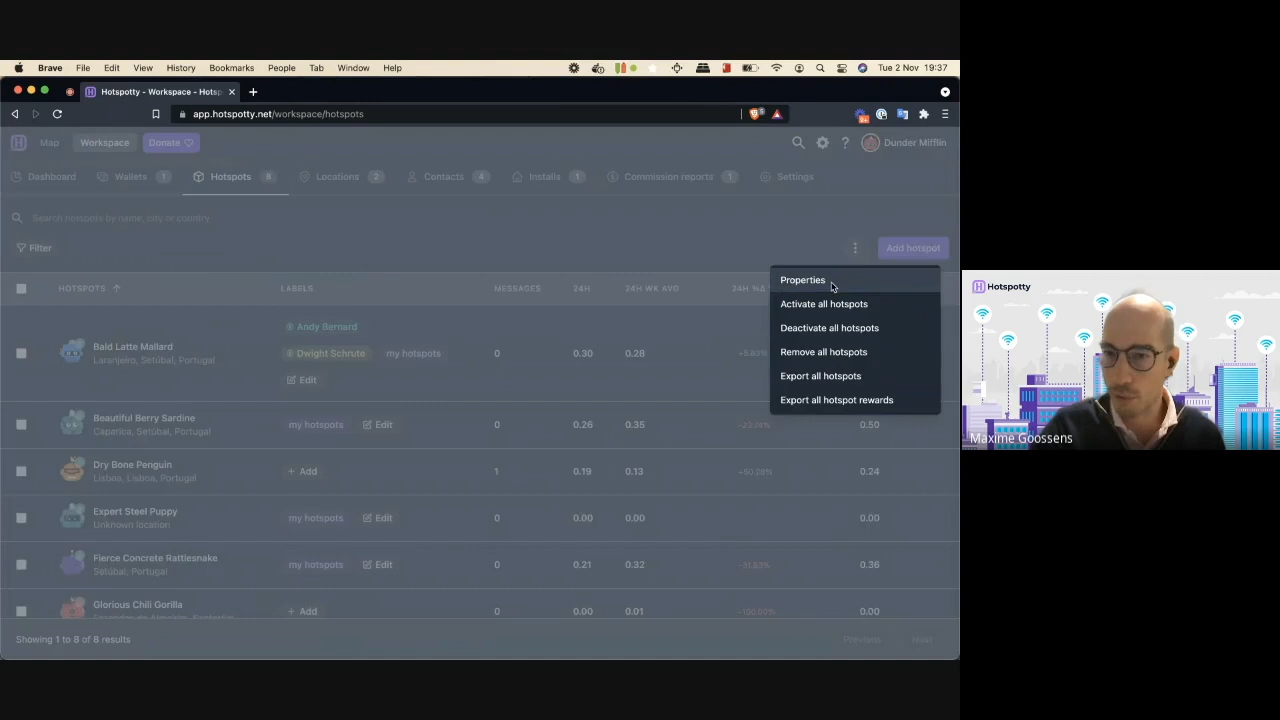 Brave File Edit View History Bookmarks People Tab Window Help Tue 2 Nov 19:37
Hotspotty - Workspace - Hotsp
app.hotspotty.net/workspace/hotspots
Map Workspace Donate Dunder Mifflin
Dashboard Wallets 1 Hotspots 8 Locations 2 Contacts 4 Installs 1 Commission reports 1 Settings
Search hotspots by name, city or country
Filter Add hotspot
Properties
Activate all hotspots
Deactivate all hotspots
Remove all hotspots
Export all hotspots
Export all hotspot rewards
HOTSPOTS LABELS MESSAGES 24H 24H WK AVG 24H %Δ
Andy Bernard
Bald Latte Mallard
Laranjeiro, Setúbal, Portugal
Dwight Schrute my hotspots 0 0.30 0.28
Edit
Beautiful Berry Sardine
Caparica, Setúbal, Portugal
my hotspots Edit 0 0.26 0.35 0.50
Dry Bone Penguin
Lisboa, Lisboa, Portugal
+ Add 1 0.19 0.13 0.24
Expert Steel Puppy
Unknown location
my hotspots Edit 0 0.00 0.00 0.00
Fierce Concrete Rattlesnake
Setúbal, Portugal
my hotspots Edit 0 0.21 0.32 0.36
Glorious Chili Gorilla
+ Add 0 0.00 0.01 -100.00% 0.00
Showing 1 to 8 of 8 results Previous Next
Hotspotty
Maxime Goossens